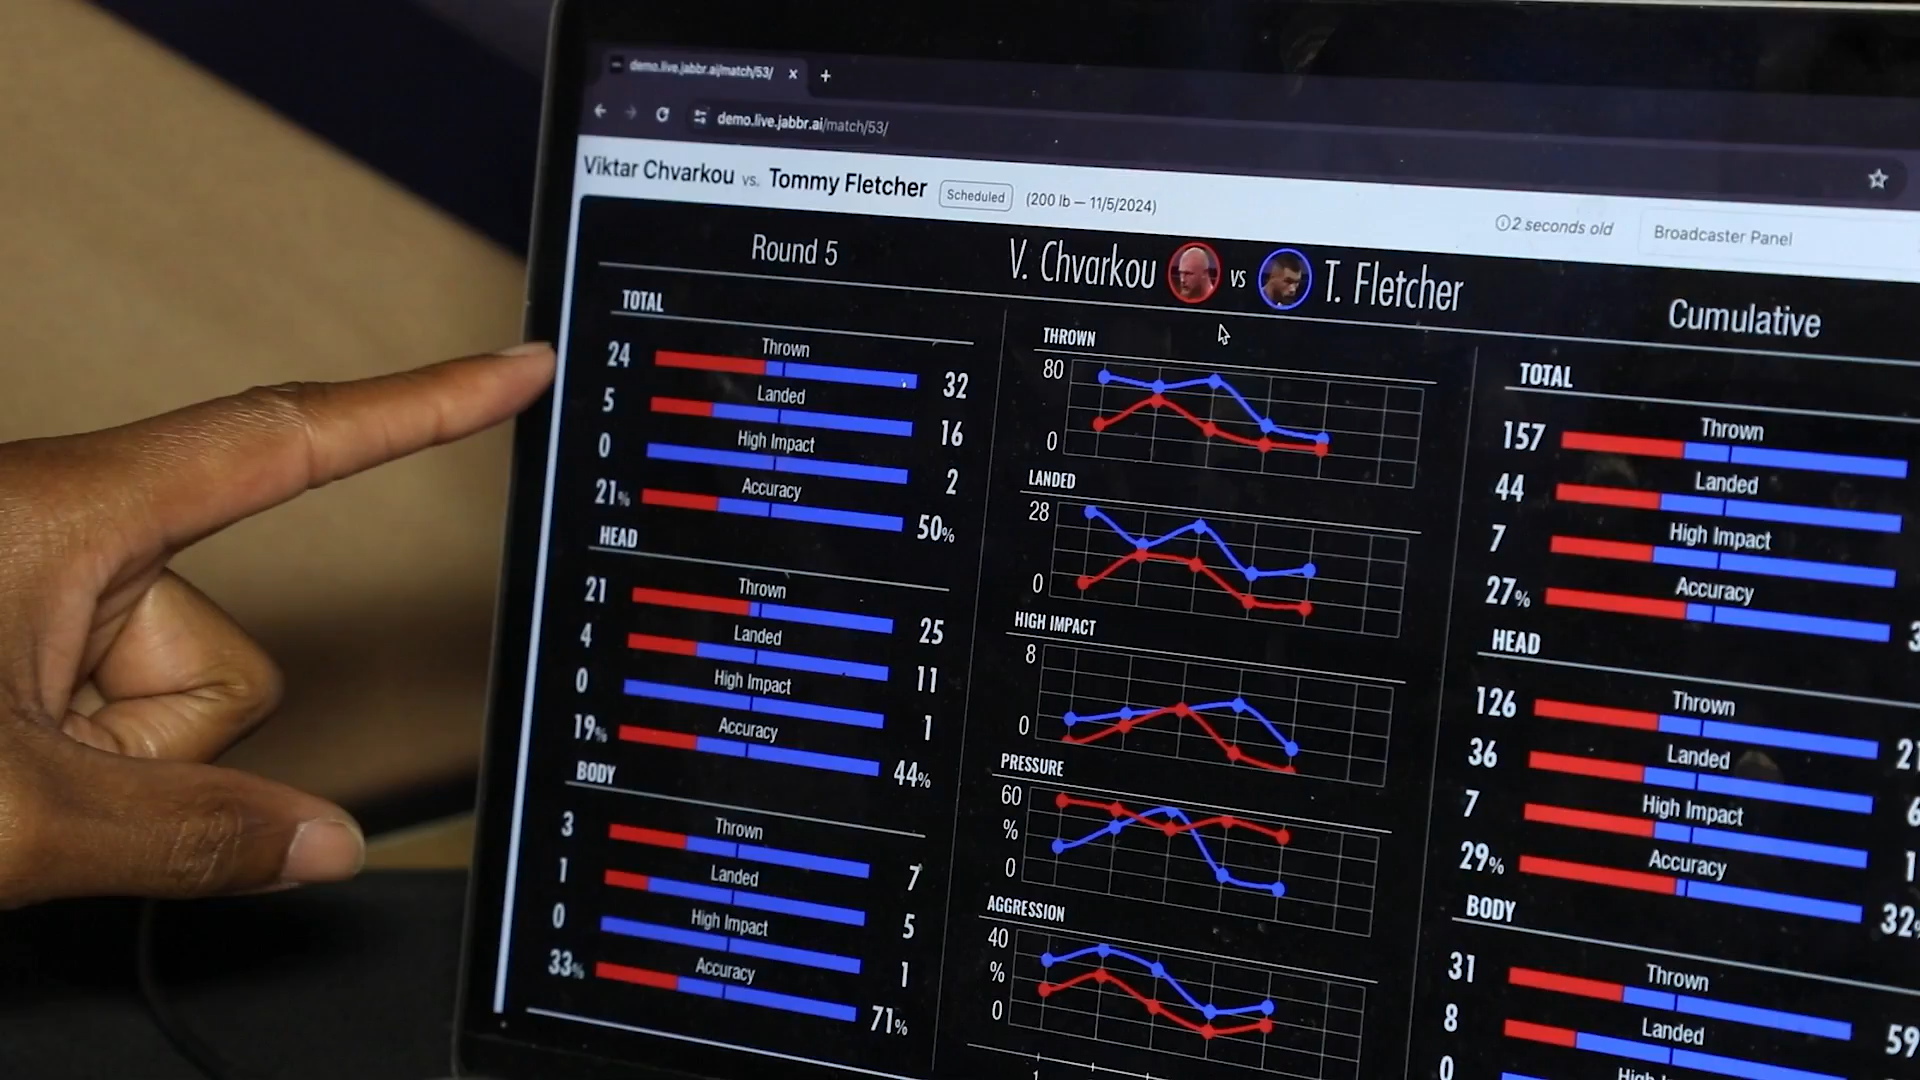 demo.live.jabbr.ai/match/53/
demo.live.jabbr.ai/match/53/
Viktar Chvarkou vs. Tommy Fletcher Scheduled (200 lb — 11/5/2024)
2 seconds old Broadcaster Panel
Round 5
TOTAL
24 Thrown 32
5 Landed 16
0 High Impact 2
21% Accuracy 50%
HEAD
21 Thrown 25
4 Landed 11
0 High Impact 1
19% Accuracy 44%
BODY
3 Thrown 7
1 Landed 5
0 High Impact 1
33% Accuracy 71%
V. Chvarkou vs T. Fletcher
THROWN
80
0
LANDED
28
0
HIGH IMPACT
8
0
PRESSURE
60
%
0
AGGRESSION
40
%
0
1
Cumulative
TOTAL
157 Thrown
44 Landed
7 High Impact
27% Accuracy
HEAD
126 Thrown
36 Landed
7 High Impact
29% Accuracy 32%
BODY
31 Thrown 59
8 Landed
0